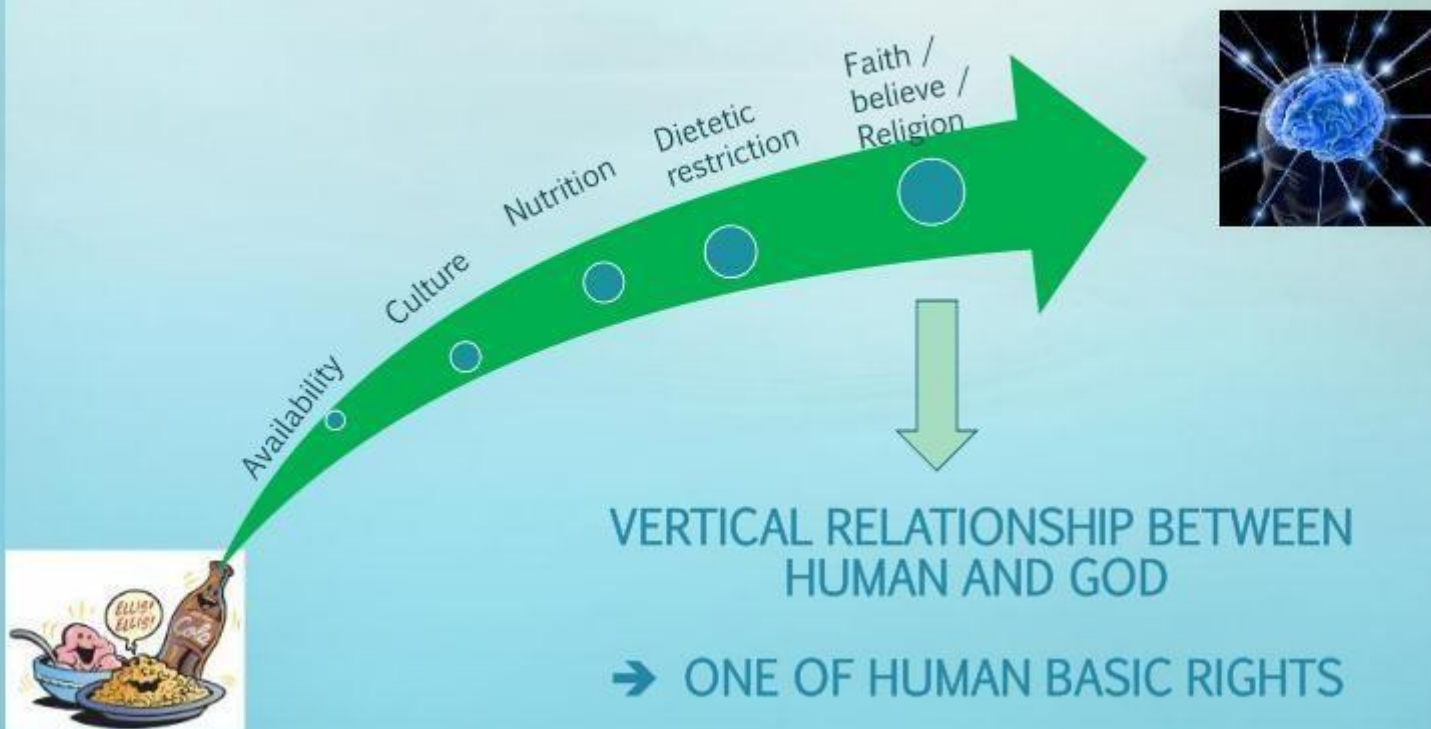 Availability
Culture
Nutrition
Dietetic
restriction
Faith /
believe /
Religion
VERTICAL RELATIONSHIP BETWEEN
HUMAN AND GOD
➔ ONE OF HUMAN BASIC RIGHTS
ELLIS!
ELLIS!
Cola